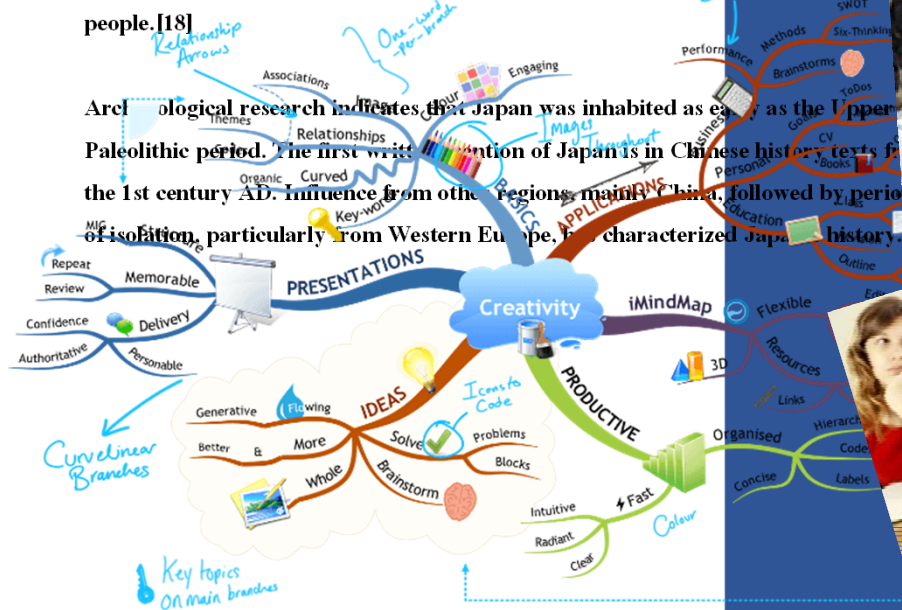 people.[18]
Relationship
Arrows
One-word
-per-branch
Associations
Colour
Engaging
Performance
Methods
SWOT
Six-Thinking
Brainstorms
ToDos
Archaeological research indicates that Japan was inhabited as early as the Upper
Themes
Relationships
Images
Throughout
CV
Personal
Books
Paleolithic period. The first written mention of Japan is in Chinese history texts
Organic
Curved
BASICS
APPLICATIONS
the 1st century AD. Influence from other regions, mainly China, followed by
Key-words
Education
Class
of isolation, particularly from Western Europe, has characterized Japan's history.
Structure
Outline
Repeat
Review
Memorable
PRESENTATIONS
Creativity
iMindMap
Flexible
Confidence
Authoritative
Delivery
Personable
3D
Resources
Links
IDEAS
PRODUCTIVE
Icons to
Code
Generative
Flowing
Better
&
More
Solve
Problems
Blocks
Whole
Brainstorm
Organised
Code
Labels
Concise
Curvelinear
Branches
Intuitive
Fast
Radiant
Clear
Colour
Key topics
on main branches